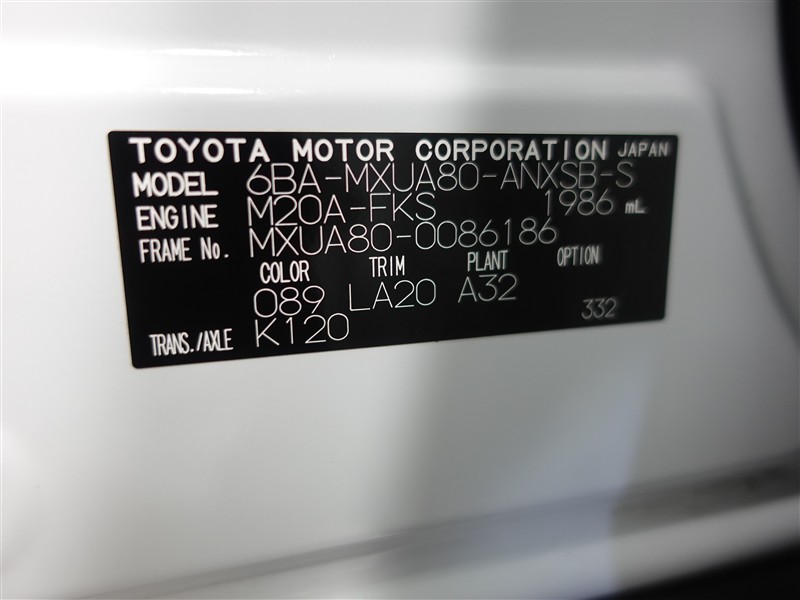 TOYOTA MOTOR CORPORATION JAPAN
MODEL 6BA-MXUA80-ANXSB-S
ENGINE M20A-FKS 1986 mL
FRAME No. MXUA80-0086186
COLOR TRIM PLANT OPTION
089 LA20 A32
TRANS./AXLE K120 332